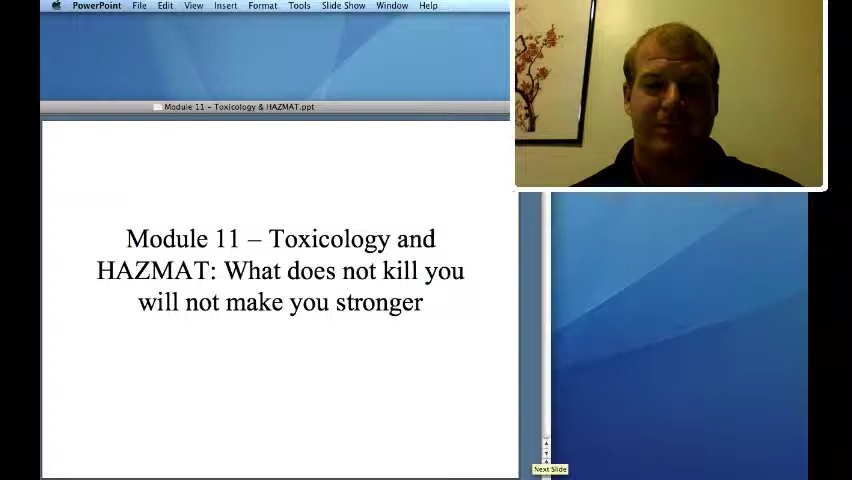 PowerPoint File Edit View Insert Format Tools Slide Show Window Help
Module 11 – Toxicology & HAZMAT.ppt
Module 11 – Toxicology and
HAZMAT: What does not kill you
will not make you stronger
Next Slide